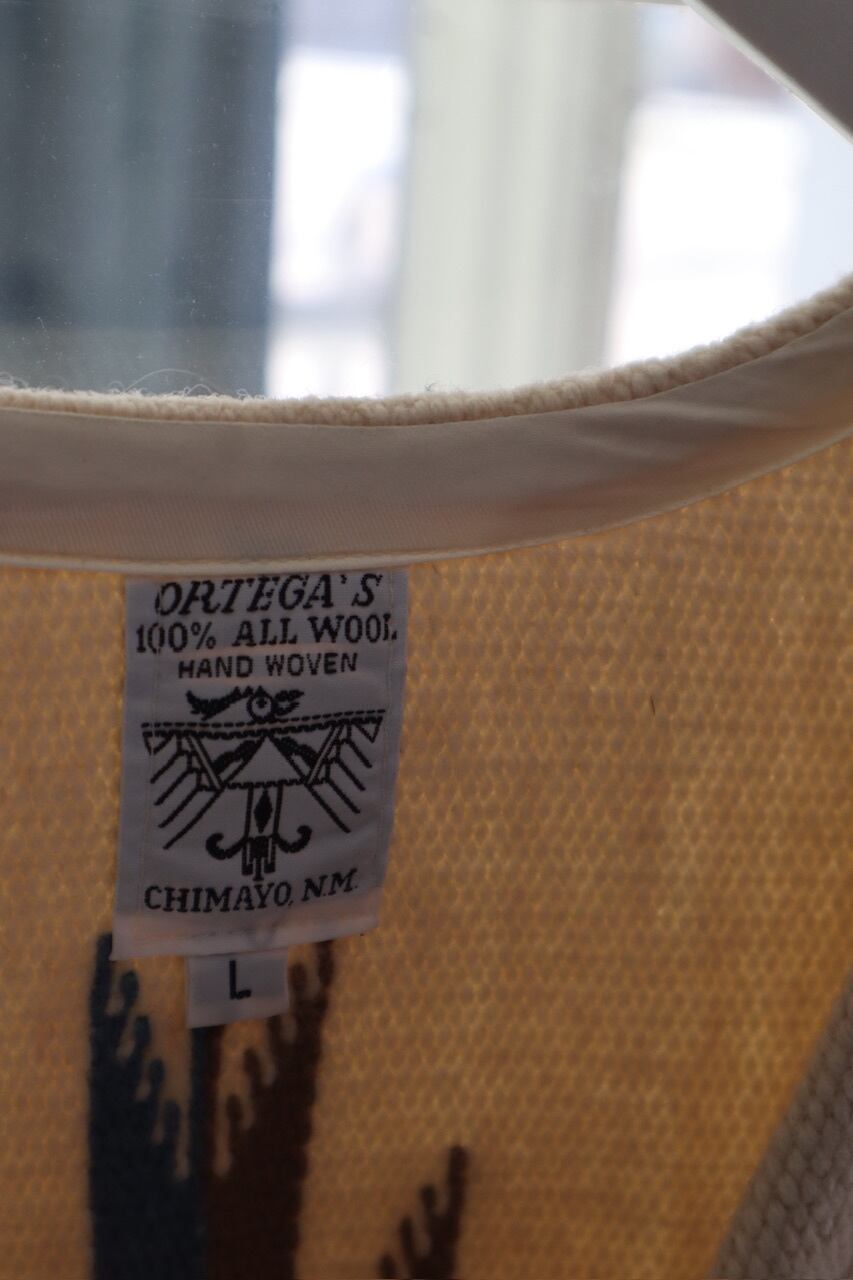 ORTEGA'S
100% ALL WOOL
HAND WOVEN
CHIMAYO, N.M.
L